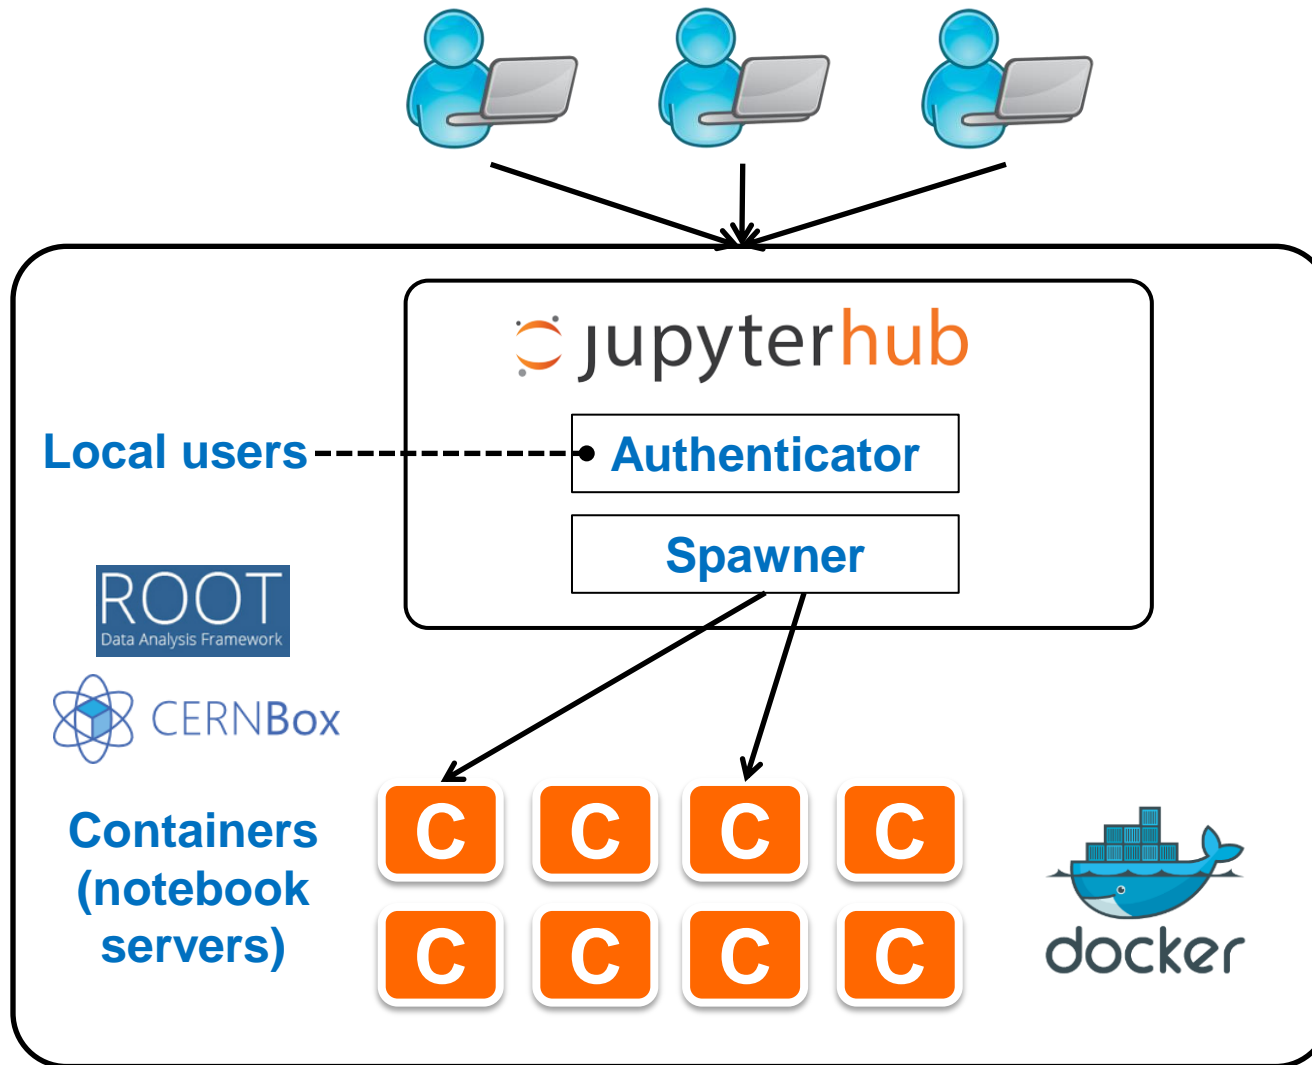 jupyterhub
Local users
Authenticator
Spawner
ROOT
Data Analysis Framework
CERNBox
Containers
(notebook
servers)
C C C C
C C C C
docker